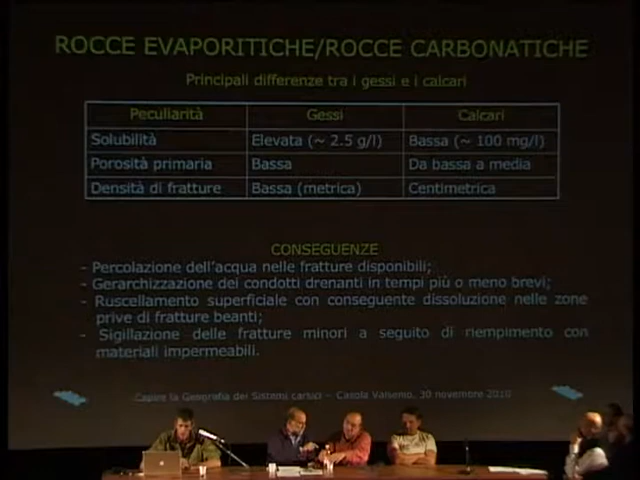 ROCCE EVAPORITICHE/ROCCE CARBONATICHE
Principali differenze tra i gessi e i calcari
Peculiarità Gessi Calcari
Solubilità Elevata (~ 2.5 g/l) Bassa (~ 100 mg/l)
Porosità primaria Bassa Da bassa a media
Densità di fratture Bassa (metrica) Centimetrica
CONSEGUENZE
- Percolazione dell'acqua nelle fratture disponibili;
- Gerarchizzazione dei condotti drenanti in tempi più o meno brevi;
- Ruscellamento superficiale con conseguente dissoluzione nelle zone
prive di fratture beanti;
- Sigillazione delle fratture minori a seguito di riempimento con
materiali impermeabili.
Capire la Geografia dei Sistemi carsici - Casola Valsenio, 30 novembre 2010